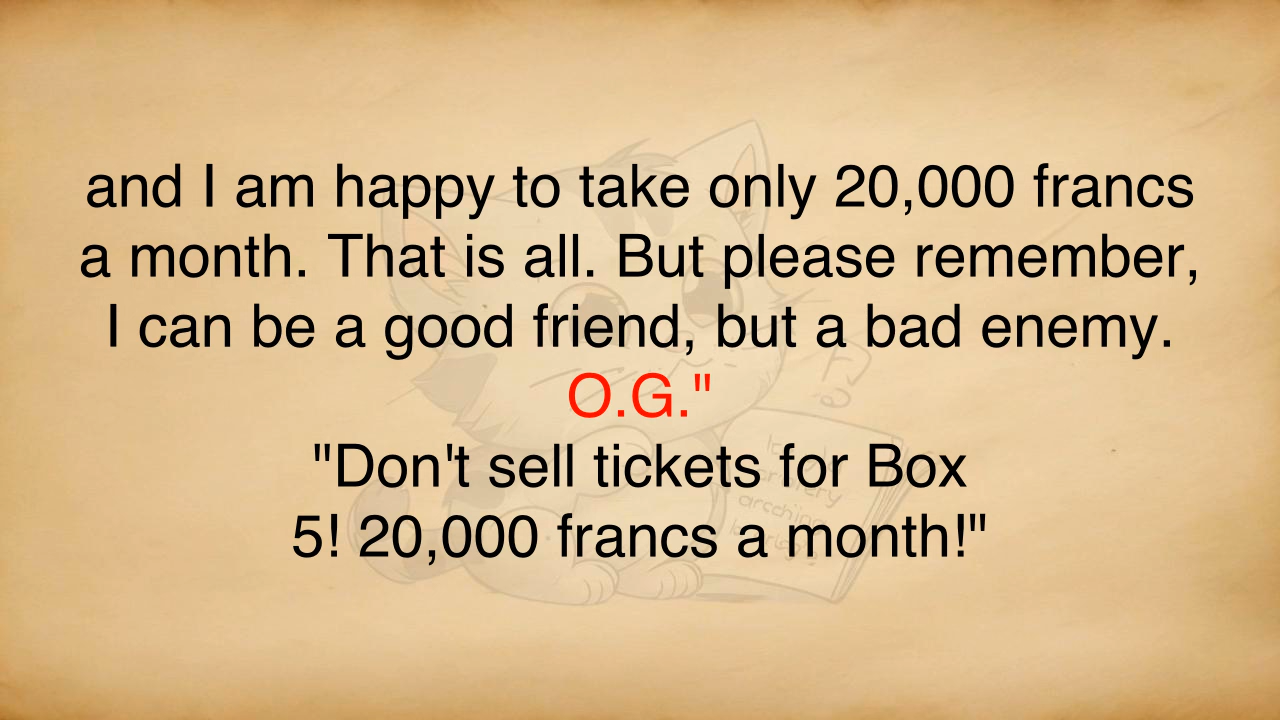 and I am happy to take only 20,000 francs
a month. That is all. But please remember,
I can be a good friend, but a bad enemy.
O.G."
"Don't sell tickets for Box
5! 20,000 francs a month!"